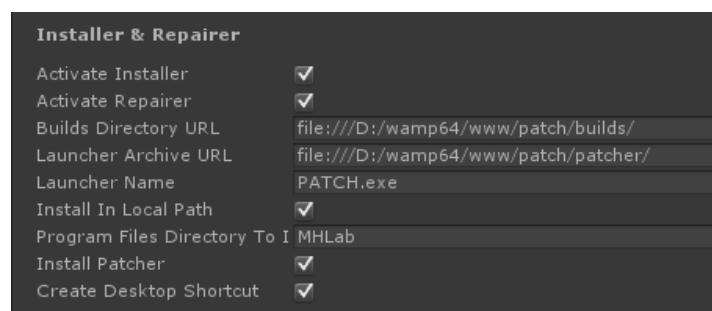 Installer & Repairer
Activate Installer
Activate Repairer
Builds Directory URL file:///D:/wamp64/www/patch/builds/
Launcher Archive URL file:///D:/wamp64/www/patch/patcher/
Launcher Name PATCH.exe
Install In Local Path
Program Files Directory To I MHLab
Install Patcher
Create Desktop Shortcut